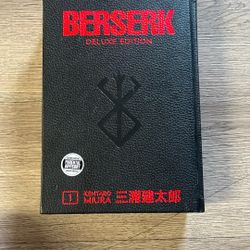 BERSERK
DELUXE EDITION
1
KENTARO
MIURA 三浦建太郎